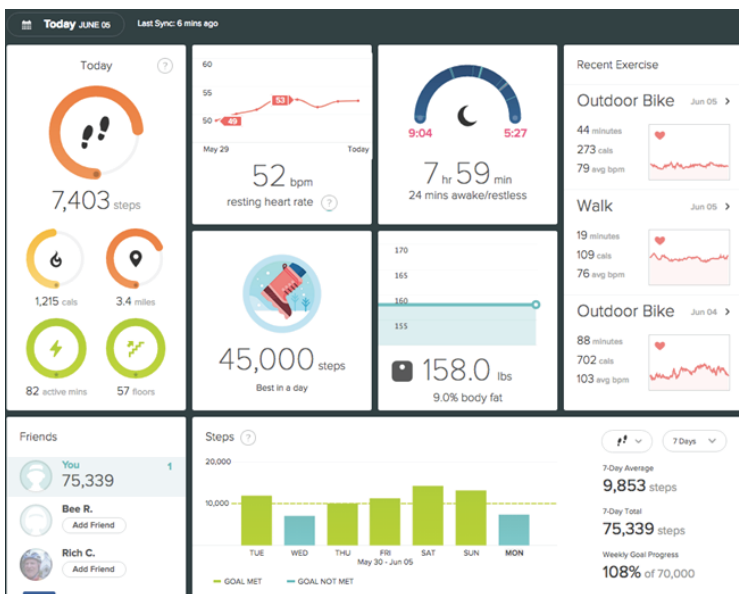 Today JUNE 05
Last Sync: 6 mins ago
Today
?
7,403 steps
1,215 cals
3.4 miles
82 active mins
57 floors
60
55
50
53
49
May 29
Today
52 bpm
resting heart rate ?
9:04
5:27
7 hr 59 min
24 mins awake/restless
45,000 steps
Best in a day
170
165
160
155
158.0 lbs
9.0% body fat
Recent Exercise
Outdoor Bike Jun 05 >
44 minutes
273 cals
79 avg bpm
Walk Jun 05 >
19 minutes
109 cals
76 avg bpm
Outdoor Bike Jun 04 >
88 minutes
702 cals
103 avg bpm
Friends
You 1
75,339
Bee R.
Add Friend
Rich C.
Add Friend
Steps ?
7 Days
20,000
10,000
TUE WED THU FRI SAT SUN MON
May 30 - Jun 05
GOAL MET GOAL NOT MET
7-Day Average
9,853 steps
7-Day Total
75,339 steps
Weekly Goal Progress
108% of 70,000